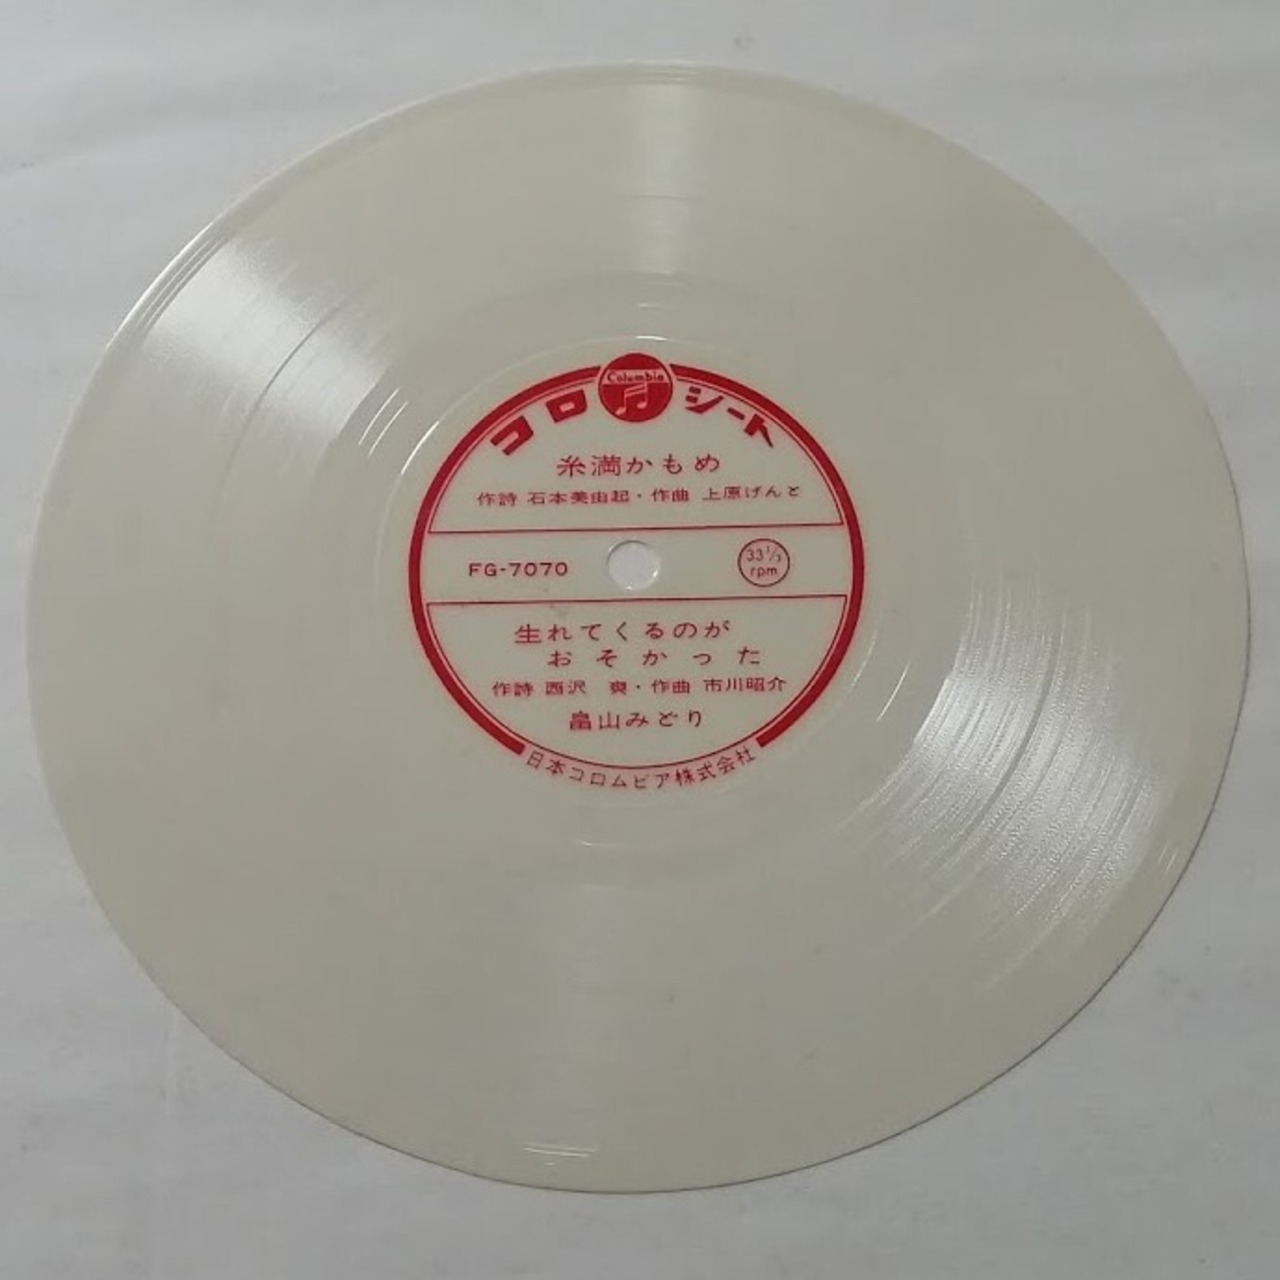 コロ Columbia シート
糸満かもめ
作詩 石本美由起・作曲 上原げんと
FG-7070
33⅓ rpm
生れてくるのが
おそかった
作詩 西沢 爽・作曲 市川昭介
畠山みどり
日本コロムビア株式会社